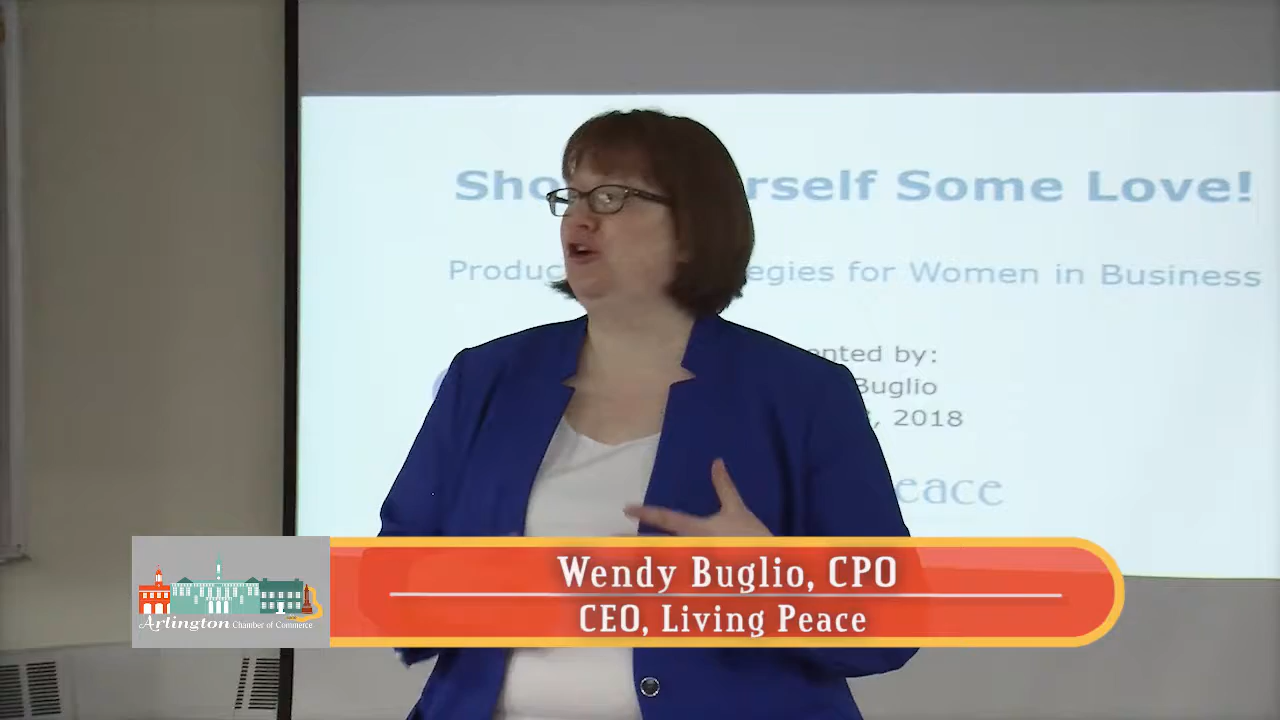 Sho rself Some Love!
Produc egies for Women in Business
ented by:
Buglio
, 2018
eace
Wendy Buglio, CPO
CEO, Living Peace
Arlington Chamber of Commerce